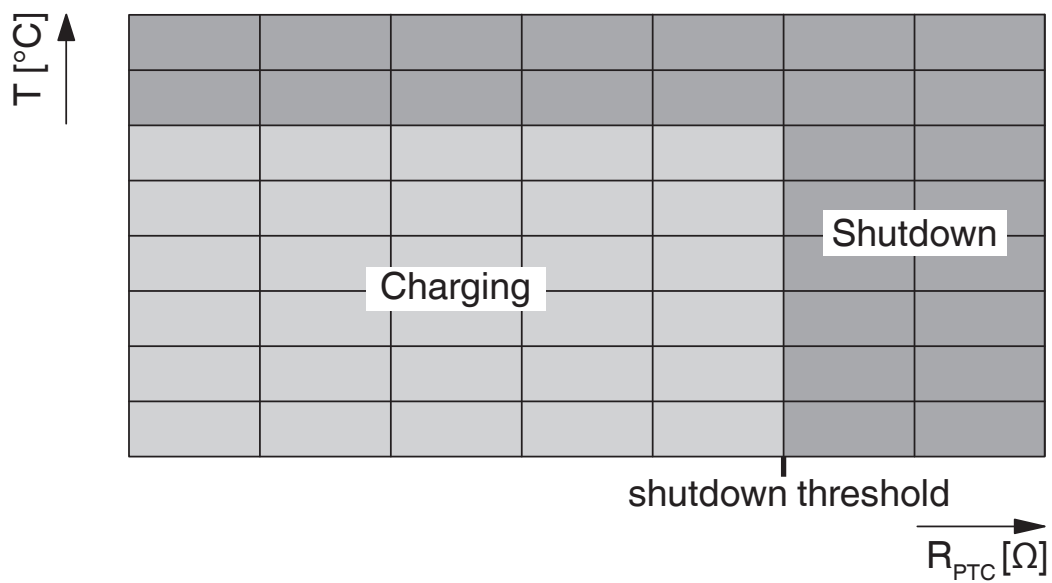 T [°C]
Shutdown
Charging
shutdown threshold
R_PTC [Ω]